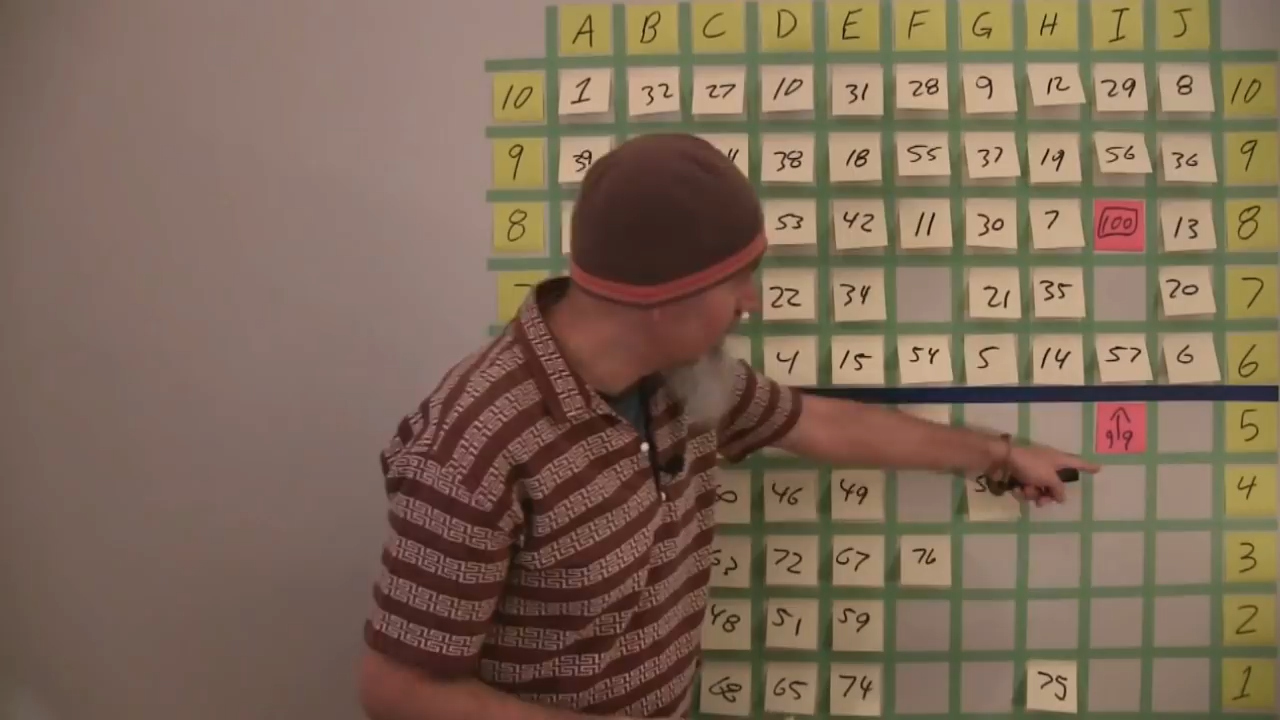 A B C D E F G H I J
10 1 32 27 10 31 28 9 12 29 8 10
9 39 38 18 55 37 19 56 36 9
8 53 42 11 30 7 100 13 8
22 34 21 35 20 7
4 15 54 5 14 57 6 6
99 5
46 49 4
72 67 76 3
48 51 59 2
68 65 74 75 1